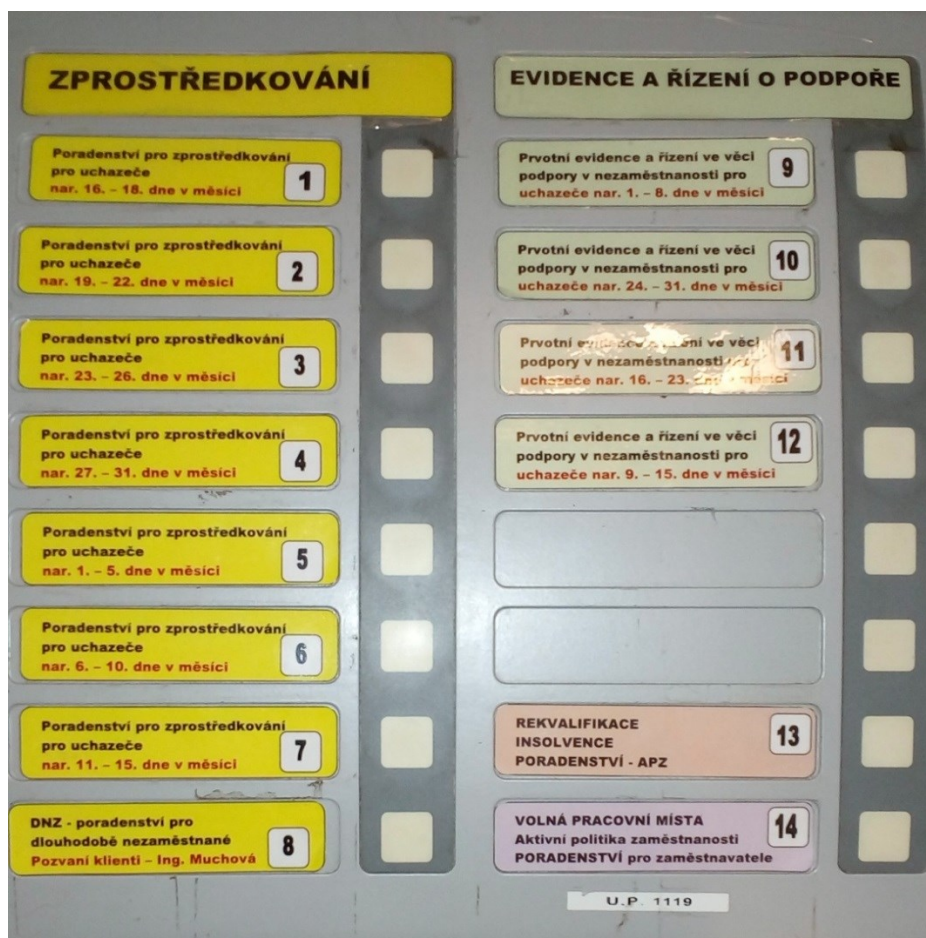 ZPROSTŘEDKOVÁNÍ
Poradenství pro zprostředkování
pro uchazeče
nar. 16. – 18. dne v měsíci
1
Poradenství pro zprostředkování
pro uchazeče
nar. 19. – 22. dne v měsíci
2
Poradenství pro zprostředkování
pro uchazeče
nar. 23. – 26. dne v měsíci
3
Poradenství pro zprostředkování
pro uchazeče
nar. 27. – 31. dne v měsíci
4
Poradenství pro zprostředkování
pro uchazeče
nar. 1. – 5. dne v měsíci
5
Poradenství pro zprostředkování
pro uchazeče
nar. 6. – 10. dne v měsíci
6
Poradenství pro zprostředkování
pro uchazeče
nar. 11. – 15. dne v měsíci
7
DNZ - poradenství pro
dlouhodobě nezaměstnané
Pozvaní klienti – Ing. Muchová
8
EVIDENCE A ŘÍZENÍ O PODPOŘE
Prvotní evidence a řízení ve věci
podpory v nezaměstnanosti pro
uchazeče nar. 1. – 8. dne v měsíci
9
Prvotní evidence a řízení ve věci
podpory v nezaměstnanosti pro
uchazeče nar. 24. – 31. dne v měsíci
10
Prvotní evidence a řízení ve věci
podpory v nezaměstnanosti
uchazeče nar. 16. – 23. dne v měsíci
11
Prvotní evidence a řízení ve věci
podpory v nezaměstnanosti pro
uchazeče nar. 9. – 15. dne v měsíci
12
REKVALIFIKACE
INSOLVENCE
PORADENSTVÍ - APZ
13
VOLNÁ PRACOVNÍ MÍSTA
Aktivní politika zaměstnanosti
PORADENSTVÍ pro zaměstnavatele
14
U.P. 1119